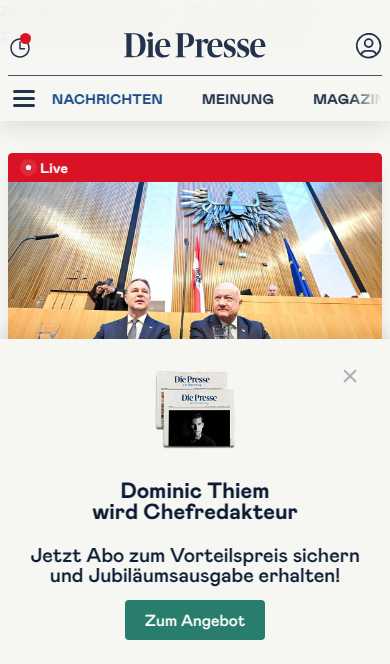 Die Presse
NACHRICHTEN MEINUNG MAGAZIN
Live
Die Presse
Die Presse
Dominic Thiem
wird Chefredakteur
Jetzt Abo zum Vorteilspreis sichern
und Jubiläumsausgabe erhalten!
Zum Angebot